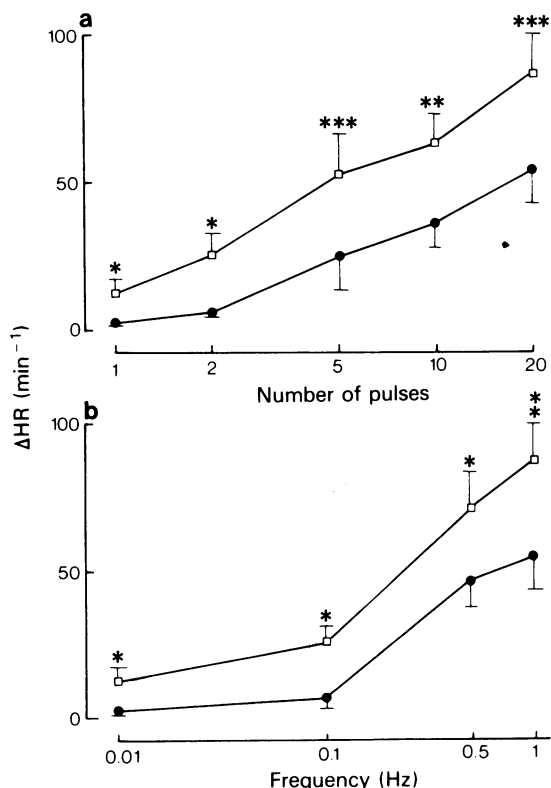 a
100
50
0
* * *** ** ***
1 2 5 10 20
Number of pulses
ΔHR (min⁻¹)
b
100
50
0
* * * **
0.01 0.1 0.5 1
Frequency (Hz)